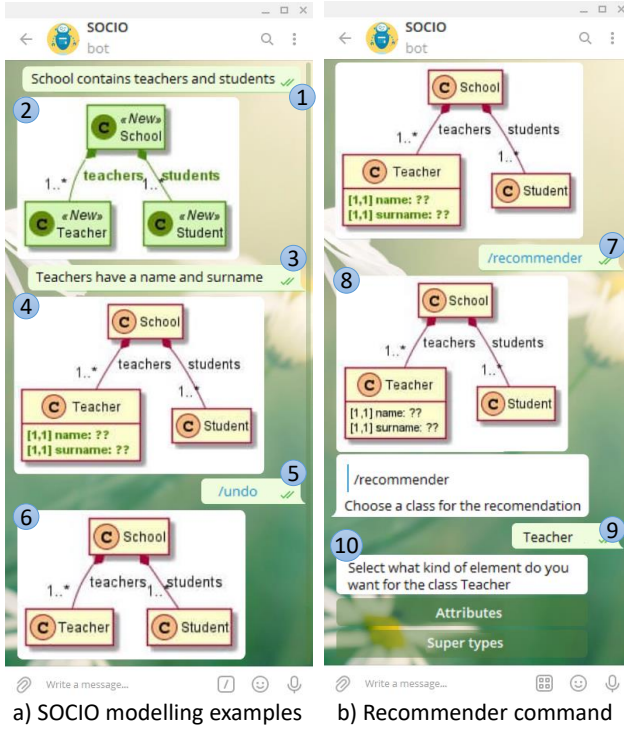 SOCIO
bot
School contains teachers and students
1
2
C «New» School
teachers students
1..* 1..*
C «New» Teacher
C «New» Student
3
Teachers have a name and surname
4
C School
teachers students
1..* 1..*
C Teacher
[1,1] name: ??
[1,1] surname: ??
C Student
5
/undo
6
C School
teachers students
1..* 1..*
C Teacher
C Student
Write a message...
a) SOCIO modelling examples
SOCIO
bot
C School
teachers students
1..* 1..*
C Teacher
[1,1] name: ??
[1,1] surname: ??
C Student
7
/recommender
8
C School
teachers students
1..* 1..*
C Teacher
[1,1] name: ??
[1,1] surname: ??
C Student
/recommender
Choose a class for the recomendation
9
Teacher
10
Select what kind of element do you
want for the class Teacher
Attributes
Super types
Write a message...
b) Recommender command